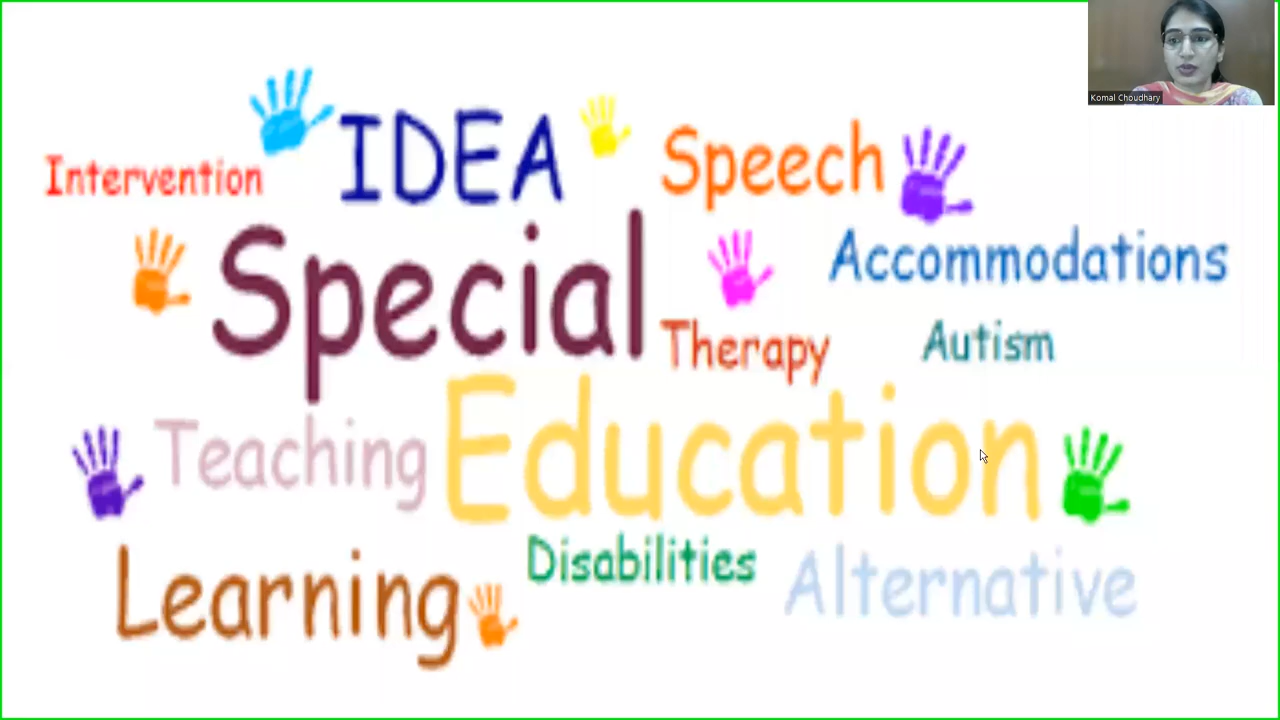 Komal Choudhary
IDEA
Speech
Intervention
Special
Accommodations
Therapy
Autism
Teaching
Education
Disabilities
Learning
Alternative